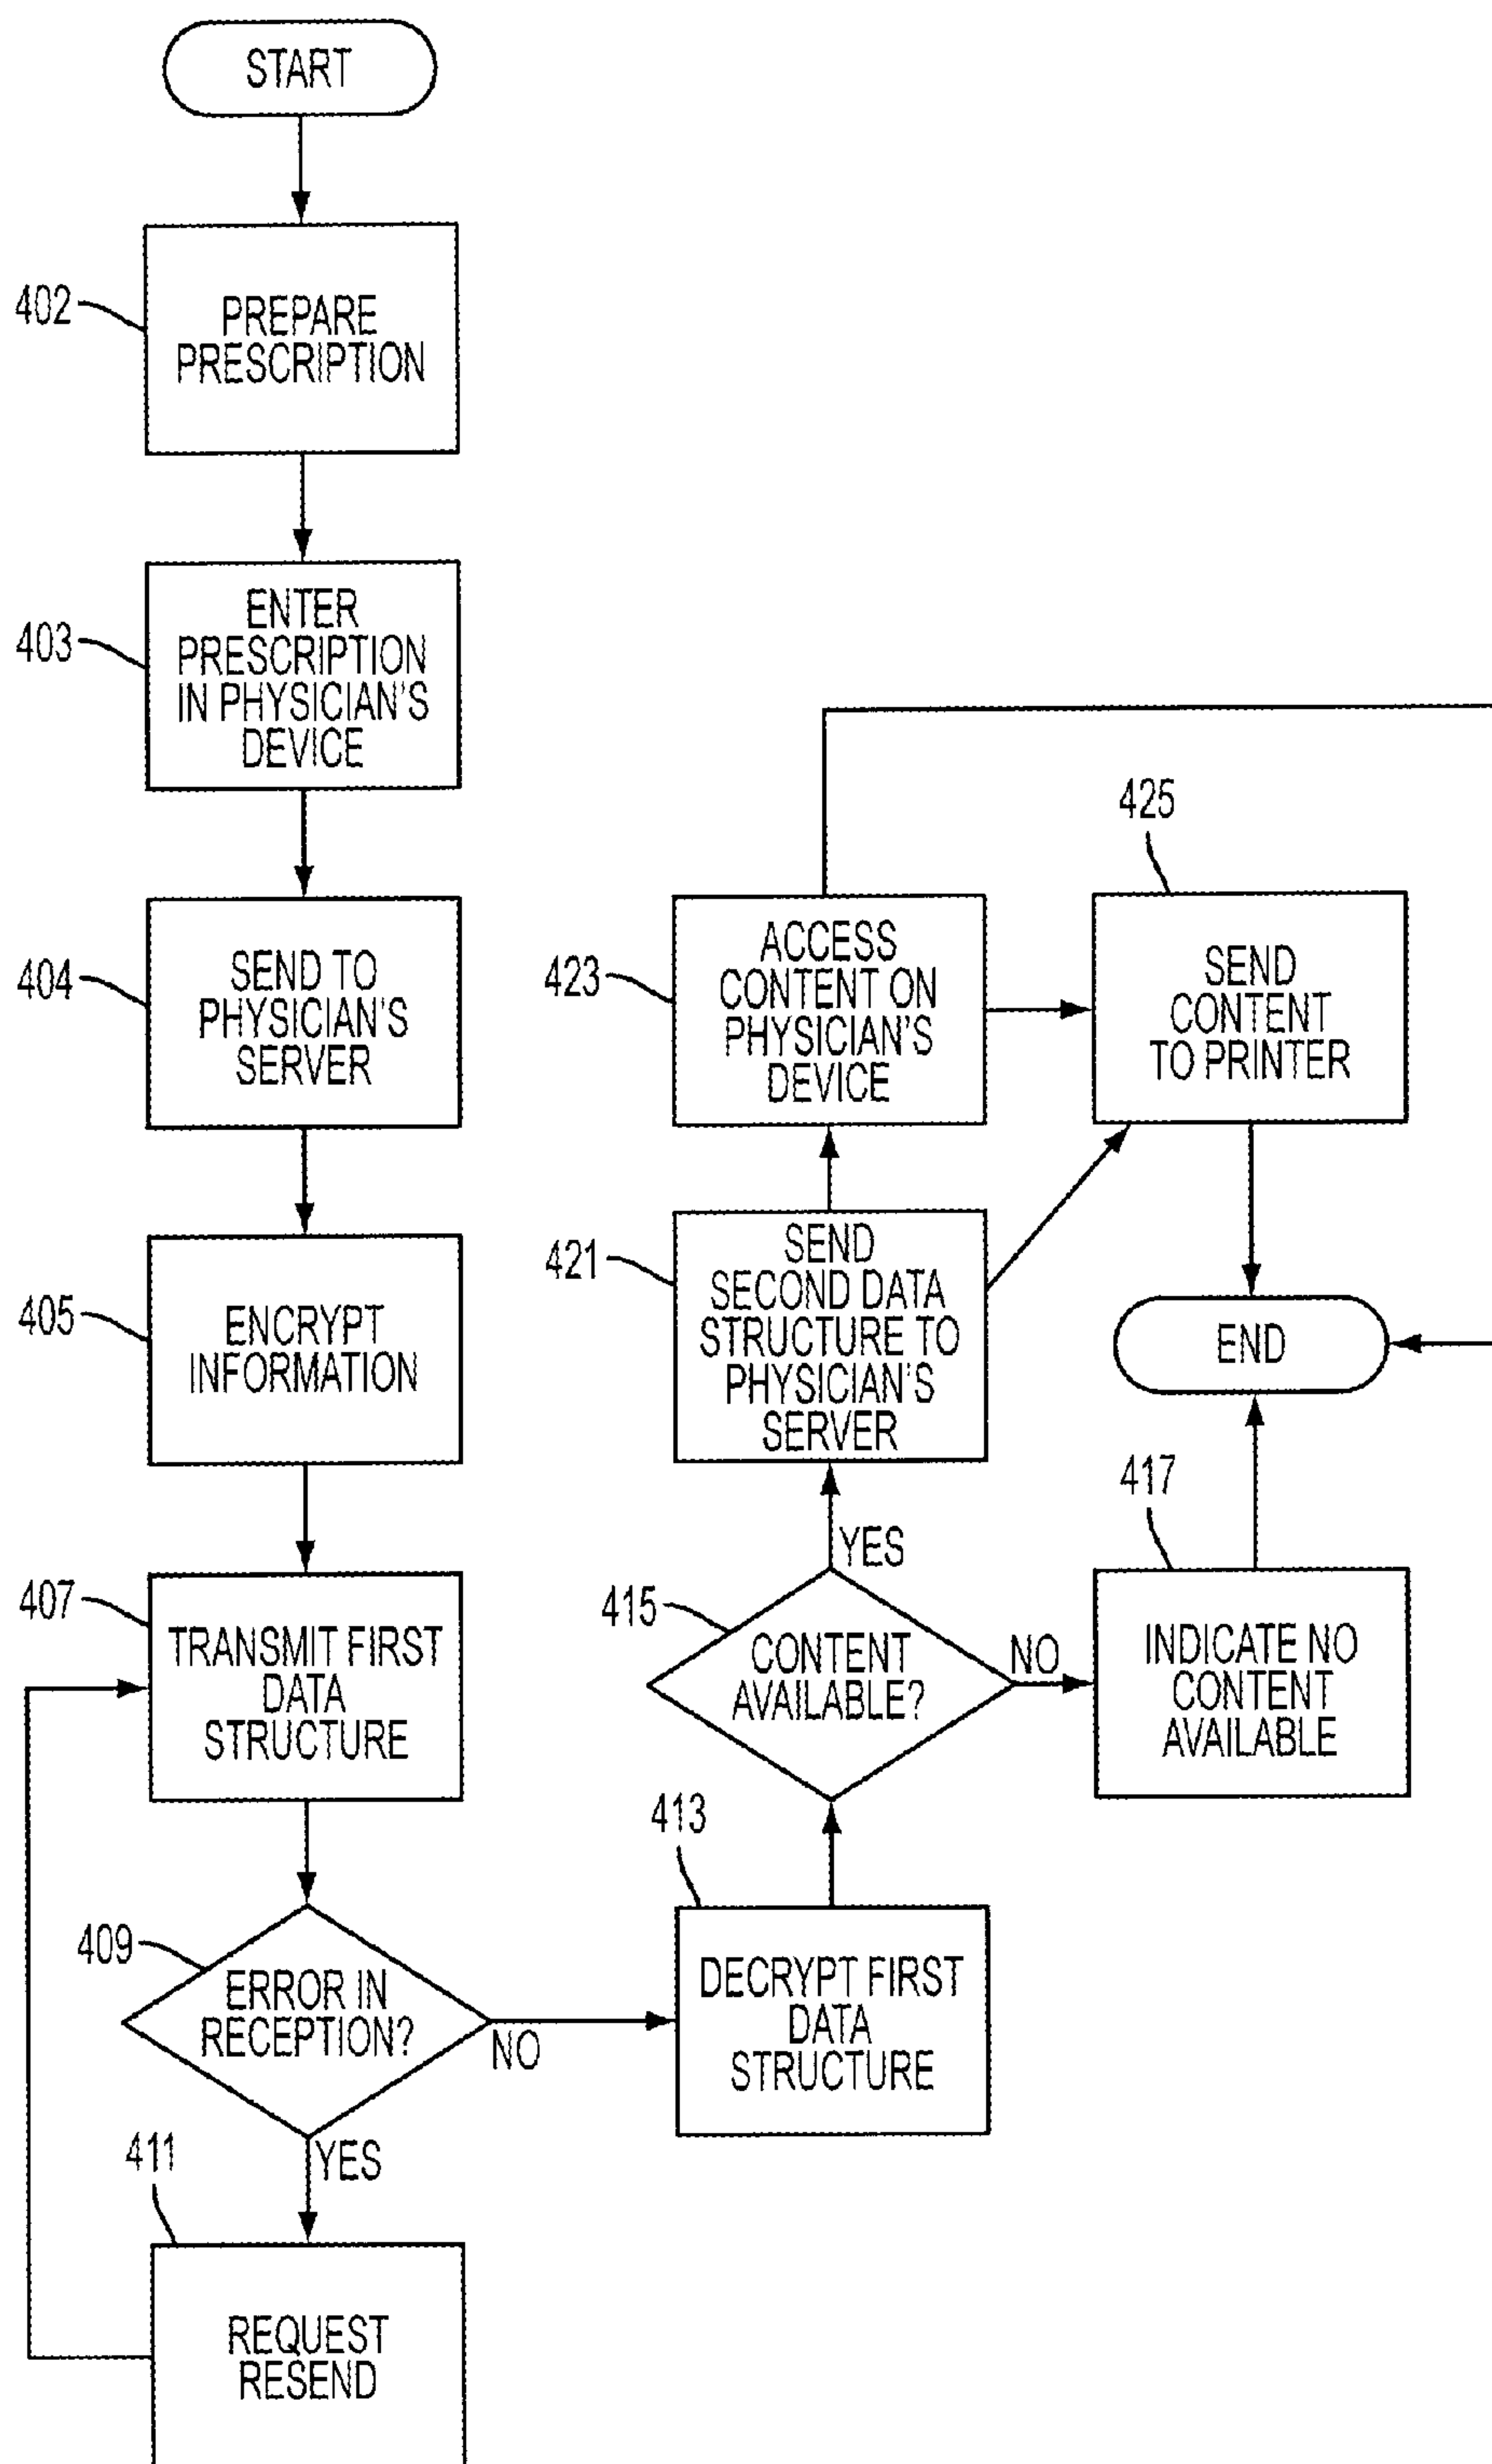 START
402
PREPARE
PRESCRIPTION
403
ENTER
PRESCRIPTION
IN PHYSICIAN'S
DEVICE
404
SEND TO
PHYSICIAN'S
SERVER
405
ENCRYPT
INFORMATION
407
TRANSMIT FIRST
DATA
STRUCTURE
409
ERROR IN
RECEPTION?
NO
YES
411
REQUEST
RESEND
413
DECRYPT FIRST
DATA
STRUCTURE
415
CONTENT
AVAILABLE?
YES
NO
417
INDICATE NO
CONTENT
AVAILABLE
421
SEND
SECOND DATA
STRUCTURE TO
PHYSICIAN'S
SERVER
423
ACCESS
CONTENT ON
PHYSICIAN'S
DEVICE
425
SEND
CONTENT
TO PRINTER
END